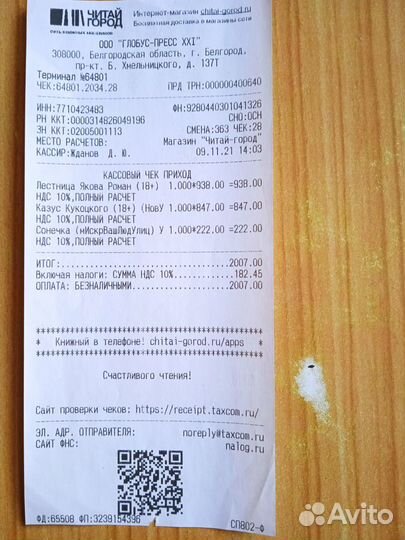 ЧИТАЙ
ГОРОД
сеть книжных магазинов
Интернет-магазин chitai-gorod.ru
Бесплатная доставка в магазины сети
ООО "ГЛОБУС-ПРЕСС XXI"
308000, Белгородская область, г. Белгород,
пр-кт. Б. Хмельницкого, д. 137Т
Терминал №64801
ЧЕК:64801.2034.28 ПРД ТРН:000000400640
ИНН:7710423483 ФН:9280440301041326
РН ККТ:0000314826049196 СНО:ОСН
ЗН ККТ:02005001113 СМЕНА:363 ЧЕК:28
МЕСТО РАСЧЕТОВ: Магазин "Читай-город"
КАССИР:Жданов Д. Ю. 09.11.21 14:03
КАССОВЫЙ ЧЕК ПРИХОД
Лестница Якова Роман (18+) 1.000*938.00 =938.00
НДС 10%,ПОЛНЫЙ РАСЧЕТ
Казус Кукоцкого (18+) (НовУ 1.000*847.00 =847.00
НДС 10%,ПОЛНЫЙ РАСЧЕТ
Сонечка (мИскрВашЛюдУлиц) У 1.000*222.00 =222.00
НДС 10%,ПОЛНЫЙ РАСЧЕТ
ИТОГ:.....................2007.00
Включая налоги: СУММА НДС 10%..........182.45
ОПЛАТА: БЕЗНАЛИЧНЫМИ...................2007.00
* Книжный в телефоне! chitai-gorod.ru/apps *
Счастливого чтения!
Сайт проверки чеков: https://receipt.taxcom.ru/
ЭЛ. АДР. ОТПРАВИТЕЛЯ: noreply@taxcom.ru
САЙТ ФНС: nalog.ru
ФД:65508 ФП:3239154396 СП802-Ф
Avito